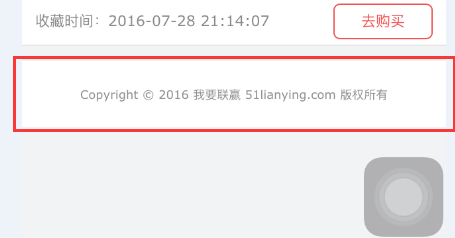 收藏时间：2016-07-28 21:14:07 去购买
Copyright © 2016 我要联赢 51lianying.com 版权所有